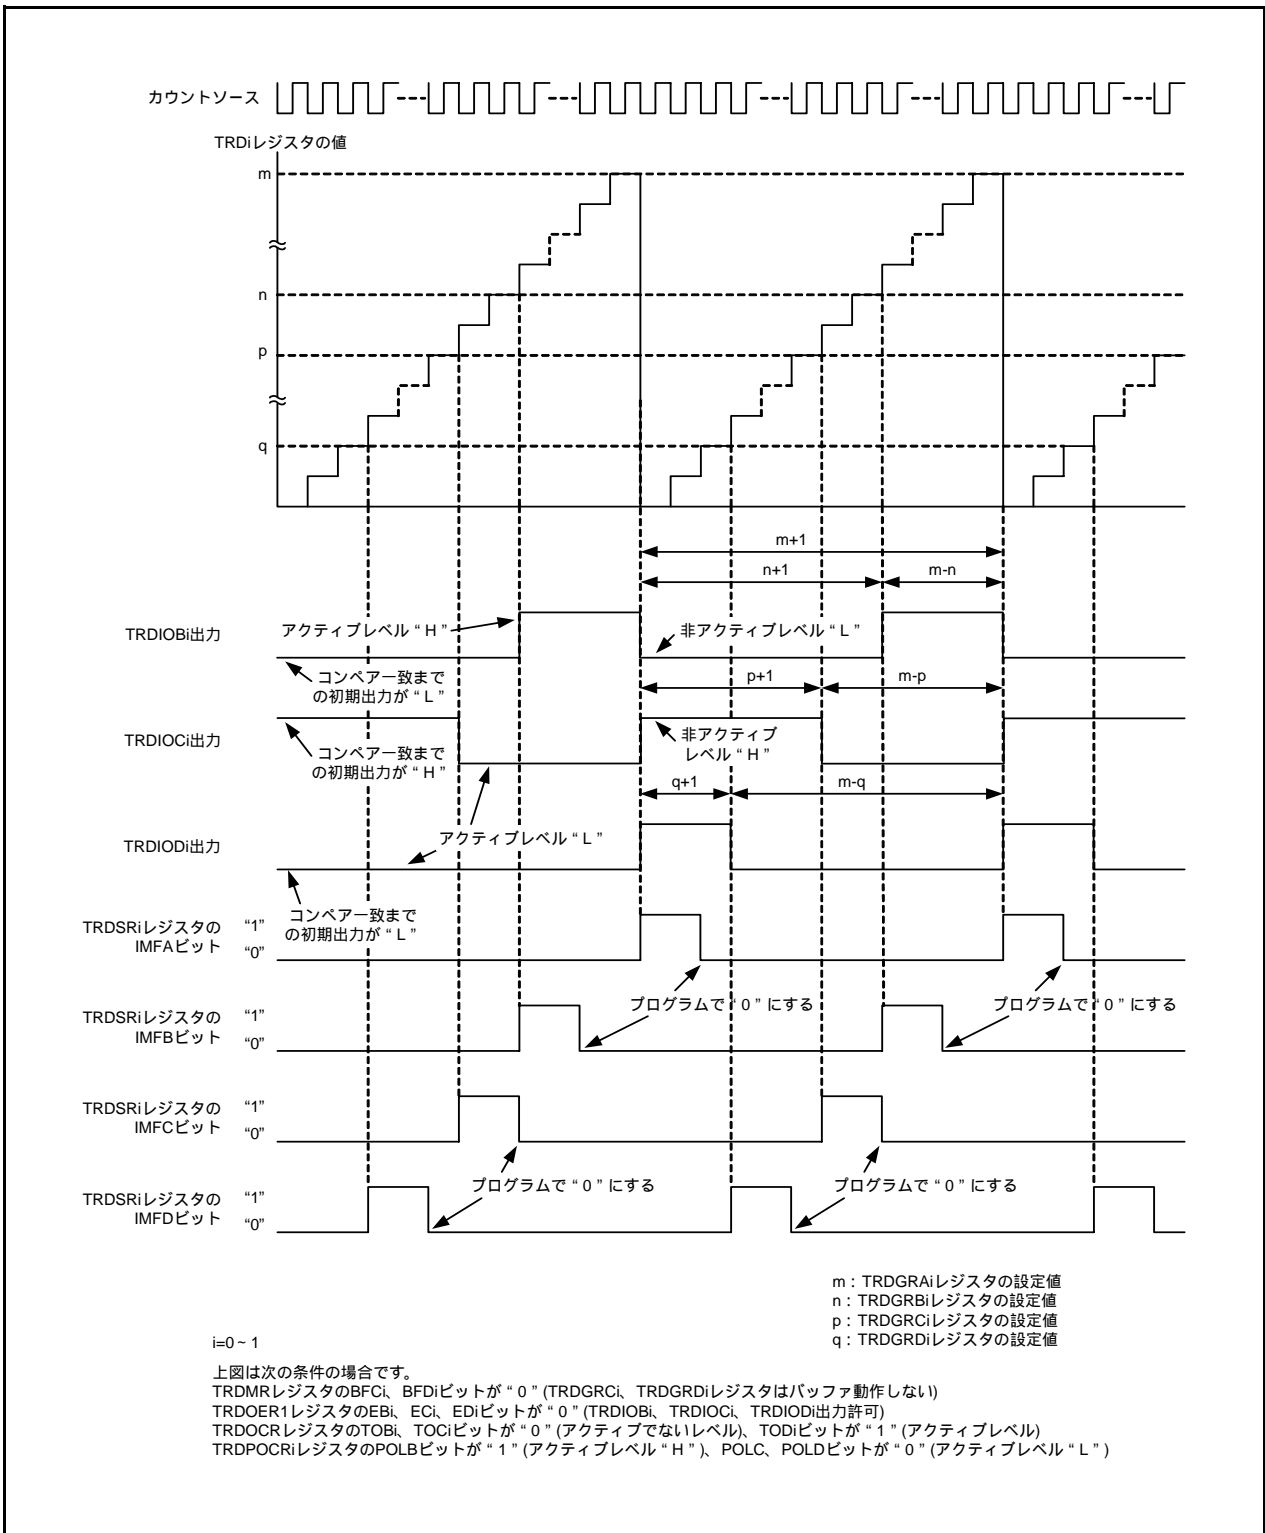 カウントソース
TRDiレジスタの値
m
n
p
q
m+1
n+1
m-n
TRDIOBi出力
アクティブレベル“H”
非アクティブレベル“L”
コンペア一致まで
の初期出力が“L”
p+1
m-p
TRDIOCi出力
コンペア一致まで
の初期出力が“H”
非アクティブ
レベル“H”
q+1
m-q
TRDIODi出力
アクティブレベル“L”
コンペア一致まで
の初期出力が“L”
TRDSRiレジスタの
IMFAビット
“1”
“0”
プログラムで“0”にする
プログラムで“0”にする
TRDSRiレジスタの
IMFBビット
“1”
“0”
TRDSRiレジスタの
IMFCビット
“1”
“0”
プログラムで“0”にする
プログラムで“0”にする
TRDSRiレジスタの
IMFDビット
“1”
“0”
m：TRDGRAiレジスタの設定値
n：TRDGRBiレジスタの設定値
p：TRDGRCiレジスタの設定値
q：TRDGRDiレジスタの設定値
i=0~1
上図は次の条件の場合です。
TRDMRレジスタのBFCi、BFDiビットが“0”(TRDGRCi、TRDGRDiレジスタはバッファ動作しない)
TRDOER1レジスタのEBi、ECi、EDiビットが“0”(TRDIOBi、TRDIOCi、TRDIODi出力許可)
TRDOCRレジスタのTOBi、TOCiビットが“0”(アクティブでないレベル)、TODiビットが“1”(アクティブレベル)
TRDPOCRiレジスタのPOLBビットが“1”(アクティブレベル“H”)、POLC、POLDビットが“0”(アクティブレベル“L”)